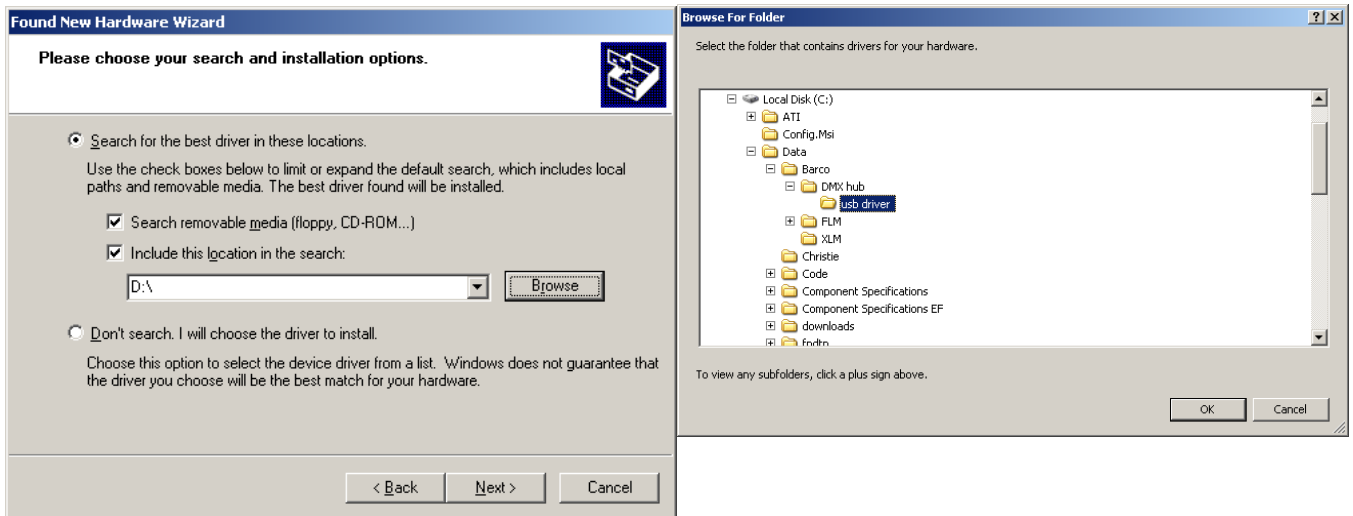 Found New Hardware Wizard
Please choose your search and installation options.
Search for the best driver in these locations.
Use the check boxes below to limit or expand the default search, which includes local
paths and removable media. The best driver found will be installed.
Search removable media (floppy, CD-ROM...)
Include this location in the search:
D:\
Browse
Don't search. I will choose the driver to install.
Choose this option to select the device driver from a list. Windows does not guarantee that
the driver you choose will be the best match for your hardware.
< Back
Next >
Cancel
Browse For Folder
Select the folder that contains drivers for your hardware.
Local Disk (C:)
ATI
Config.Msi
Data
Barco
DMX hub
usb driver
FLM
XLM
Christie
Code
Component Specifications
Component Specifications EF
downloads
To view any subfolders, click a plus sign above.
OK
Cancel